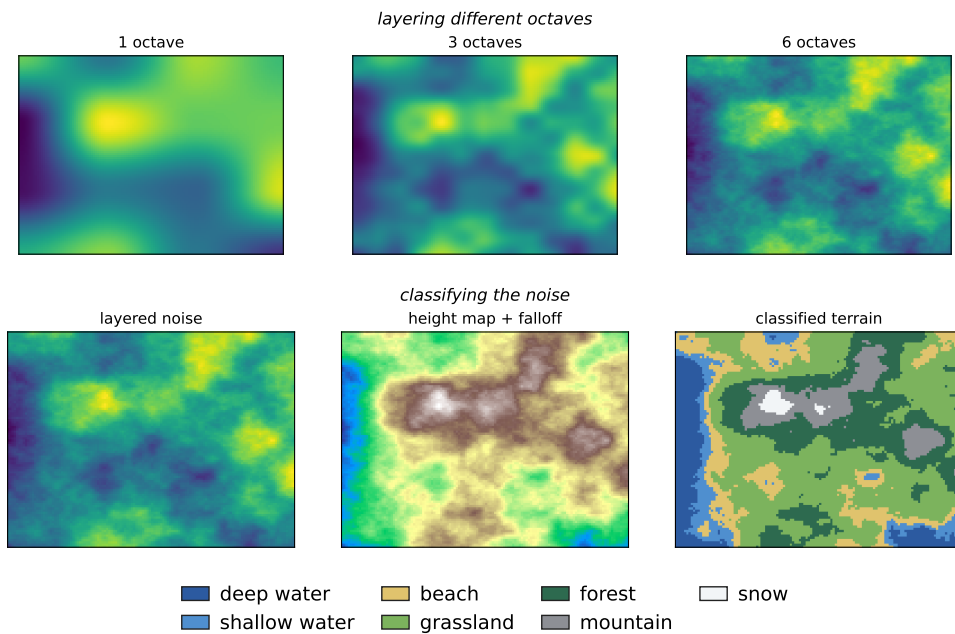 layering different octaves
1 octave
3 octaves
6 octaves
classifying the noise
layered noise
height map + falloff
classified terrain
deep water
beach
forest
snow
shallow water
grassland
mountain